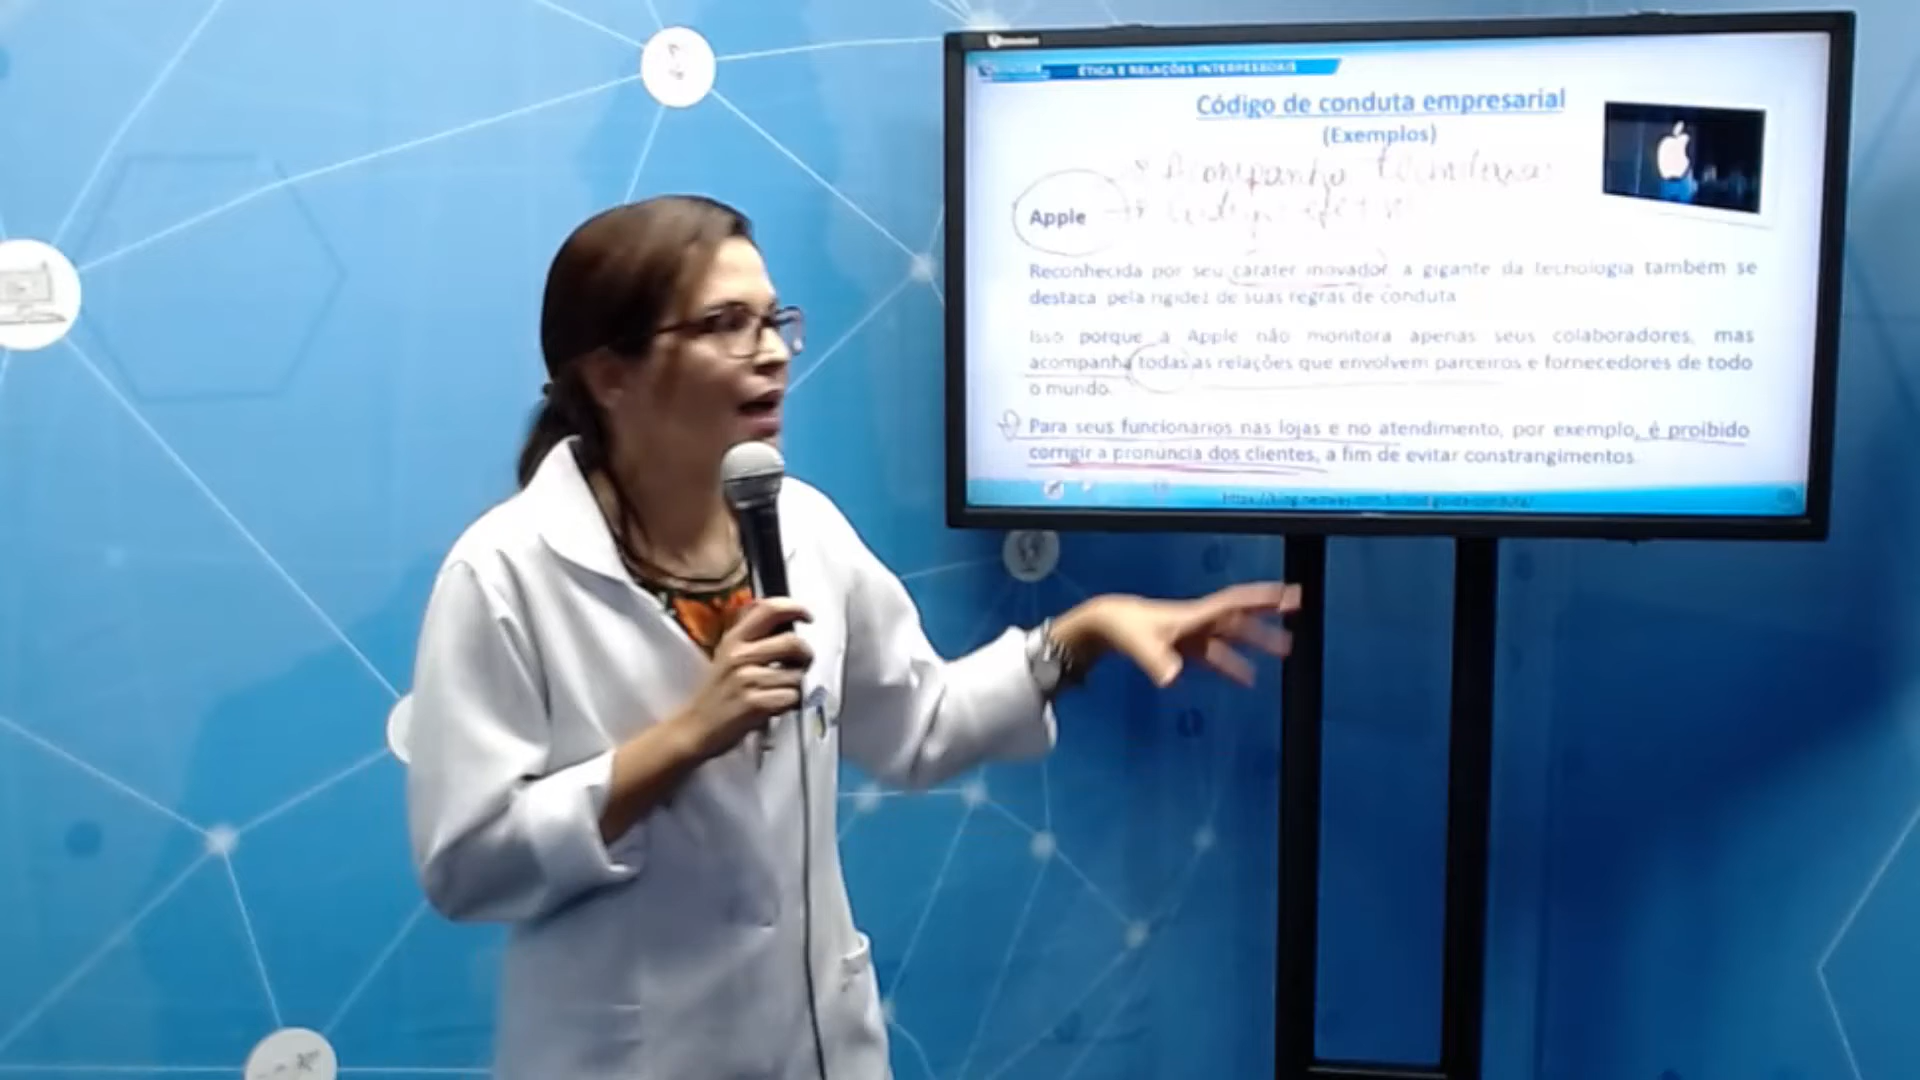 ÉTICA E RELAÇÕES INTERPESSOAIS
Código de conduta empresarial
(Exemplos)
Acompanha
Apple
Reconhecida por seu caráter inovador a gigante da tecnologia também se
destaca pela rigidez de suas regras de conduta
Isso porque a Apple não monitora apenas seus colaboradores, mas
acompanha todas as relações que envolvem parceiros e fornecedores de todo
o mundo.
Para seus funcionários nas lojas e no atendimento, por exemplo, é proibido
corrigir a pronúncia dos clientes, a fim de evitar constrangimentos